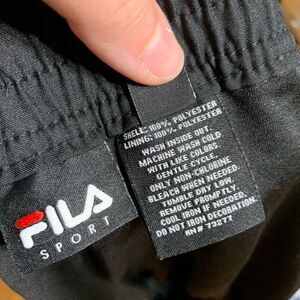 SHELL: 100% POLYESTER
LINING: 100% POLYESTER
WASH INSIDE OUT.
MACHINE WASH COLD
WITH LIKE COLORS.
GENTLE CYCLE.
ONLY NON-CHLORINE
BLEACH WHEN NEEDED
TUMBLE DRY LOW.
REMOVE PROMPTLY.
COOL IRON IF NEEDED.
DO NOT IRON DECORATION.
RN# 73277
FILA
SPORT